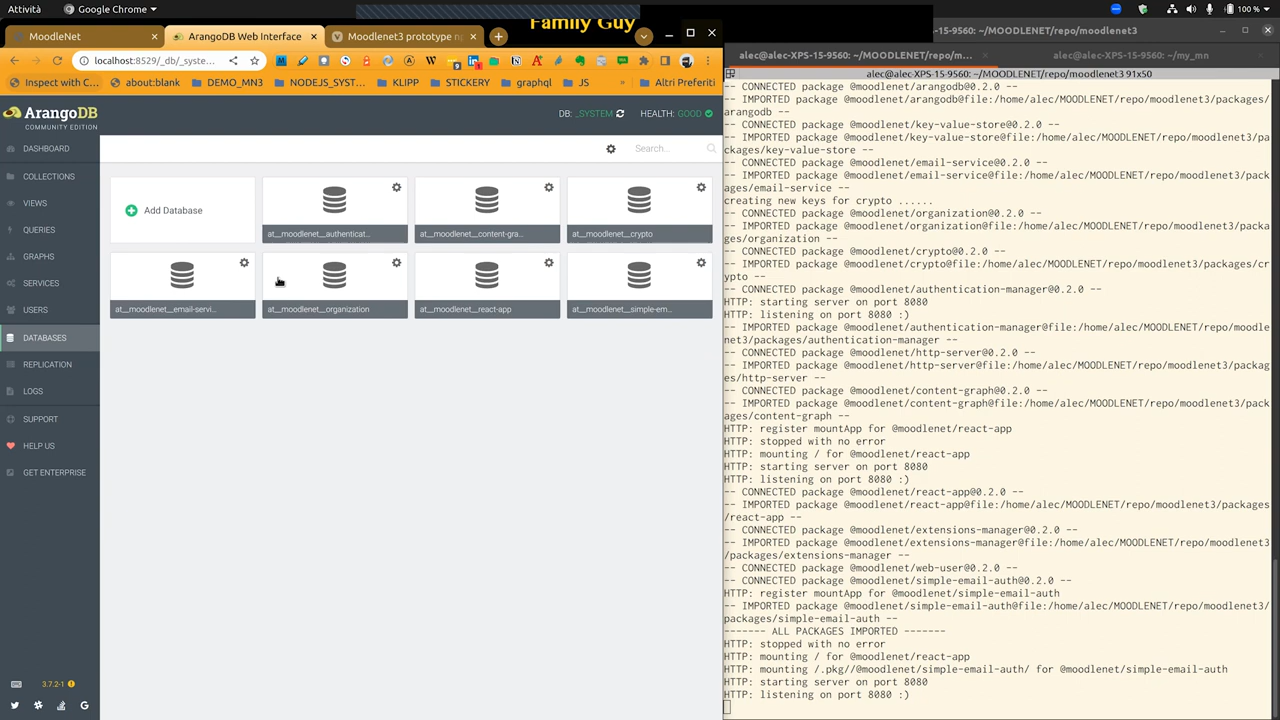 Attività
100 %
Family Guy
MoodleNet
ArangoDB Web Interface
Moodlenet3 prototype np
localhost:8529/_db/_syste…
Inspect with C…
about:blank
DEMO_MN3
NODEJS_SYST…
KLIPP
STICKERY
graphql
JS
»
Altri Preferiti
ArangoDB
COMMUNITY EDITION
DB: _SYSTEM
HEALTH: GOOD
DASHBOARD
COLLECTIONS
VIEWS
QUERIES
GRAPHS
SERVICES
USERS
DATABASES
REPLICATION
LOGS
SUPPORT
HELP US
GET ENTERPRISE
3.7.2-1
Search...
Add Database
at__moodlenet__authenticat...
at__moodlenet__content-gra...
at__moodlenet__crypto
at__moodlenet__email-servi...
at__moodlenet__organization
at__moodlenet__react-app
at__moodlenet__simple-em...
alec@alec-XPS-15-9560: ~/MOODLENET/repo/moodlenet3
alec@alec-XPS-15-9560: ~/MOODLENET/repo/m…
alec@alec-XPS-15-9560: ~/my_mn
alec@alec-XPS-15-9560: ~/MOODLENET/repo/moodlenet3 91x50
-- CONNECTED package @moodlenet/arangodb@0.2.0 --
-- IMPORTED package @moodlenet/arangodb@file:/home/alec/MOODLENET/repo/moodlenet3/packages/
arangodb --
-- CONNECTED package @moodlenet/key-value-store@0.2.0 --
-- IMPORTED package @moodlenet/key-value-store@file:/home/alec/MOODLENET/repo/moodlenet3/pa
ckages/key-value-store --
-- CONNECTED package @moodlenet/email-service@0.2.0 --
-- IMPORTED package @moodlenet/email-service@file:/home/alec/MOODLENET/repo/moodlenet3/pack
ages/email-service --
creating new keys for crypto ......
-- CONNECTED package @moodlenet/organization@0.2.0 --
-- IMPORTED package @moodlenet/organization@file:/home/alec/MOODLENET/repo/moodlenet3/packa
ges/organization --
-- CONNECTED package @moodlenet/crypto@0.2.0 --
-- IMPORTED package @moodlenet/crypto@file:/home/alec/MOODLENET/repo/moodlenet3/packages/cr
ypto --
-- CONNECTED package @moodlenet/authentication-manager@0.2.0 --
HTTP: starting server on port 8080
HTTP: listening on port 8080 :)
-- IMPORTED package @moodlenet/authentication-manager@file:/home/alec/MOODLENET/repo/moodle
net3/packages/authentication-manager --
-- CONNECTED package @moodlenet/http-server@0.2.0 --
-- IMPORTED package @moodlenet/http-server@file:/home/alec/MOODLENET/repo/moodlenet3/packag
es/http-server --
-- CONNECTED package @moodlenet/content-graph@0.2.0 --
-- IMPORTED package @moodlenet/content-graph@file:/home/alec/MOODLENET/repo/moodlenet3/pack
ages/content-graph --
HTTP: register mountApp for @moodlenet/react-app
HTTP: stopped with no error
HTTP: mounting / for @moodlenet/react-app
HTTP: starting server on port 8080
HTTP: listening on port 8080 :)
-- CONNECTED package @moodlenet/react-app@0.2.0 --
-- IMPORTED package @moodlenet/react-app@file:/home/alec/MOODLENET/repo/moodlenet3/packages
/react-app --
-- CONNECTED package @moodlenet/extensions-manager@0.2.0 --
-- IMPORTED package @moodlenet/extensions-manager@file:/home/alec/MOODLENET/repo/moodlenet3
/packages/extensions-manager --
-- CONNECTED package @moodlenet/web-user@0.2.0 --
-- CONNECTED package @moodlenet/simple-email-auth@0.2.0 --
HTTP: register mountApp for @moodlenet/simple-email-auth
-- IMPORTED package @moodlenet/simple-email-auth@file:/home/alec/MOODLENET/repo/moodlenet3/
packages/simple-email-auth --
------- ALL PACKAGES IMPORTED -------
HTTP: stopped with no error
HTTP: mounting / for @moodlenet/react-app
HTTP: mounting /.pkg//@moodlenet/simple-email-auth/ for @moodlenet/simple-email-auth
HTTP: starting server on port 8080
HTTP: listening on port 8080 :)